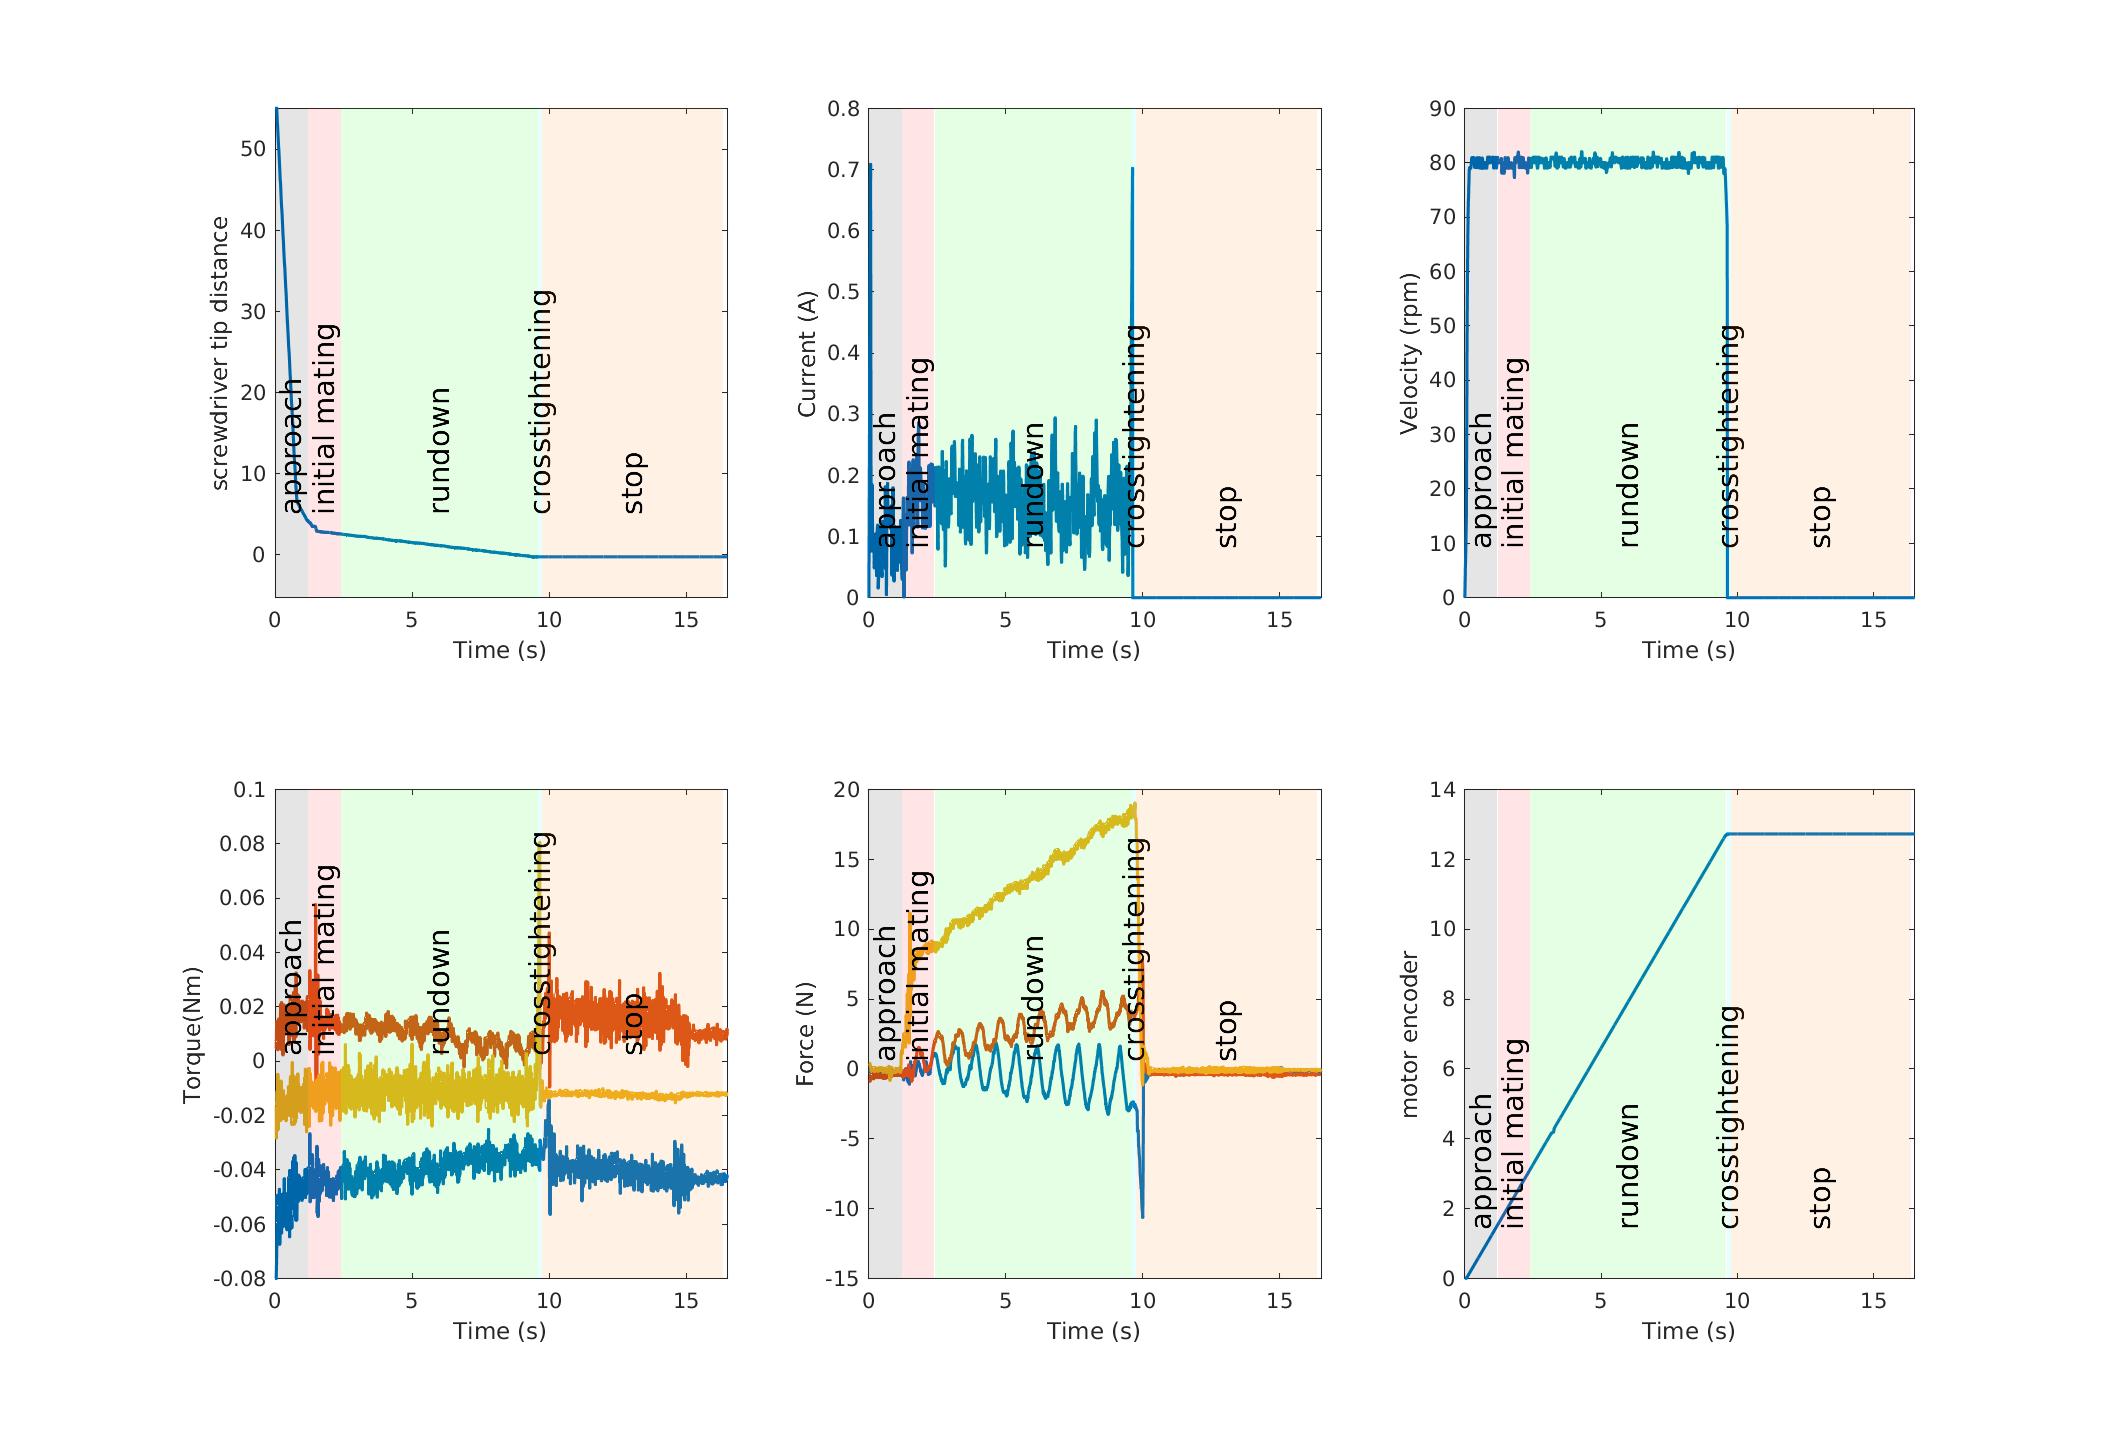 screwdriver tip distance
50
40
30
20
10
0
approach
initial mating
rundown
crosstightening
stop
0 5 10 15
Time (s)
Current (A)
0.8
0.7
0.6
0.5
0.4
0.3
0.2
0.1
0
approach
initial mating
rundown
crosstightening
stop
0 5 10 15
Time (s)
Velocity (rpm)
90
80
70
60
50
40
30
20
10
0
approach
initial mating
rundown
crosstightening
stop
0 5 10 15
Time (s)
Torque(Nm)
0.1
0.08
0.06
0.04
0.02
0
-0.02
-0.04
-0.06
-0.08
approach
initial mating
rundown
crosstightening
stop
0 5 10 15
Time (s)
Force (N)
20
15
10
5
0
-5
-10
-15
approach
initial mating
rundown
crosstightening
stop
0 5 10 15
Time (s)
motor encoder
14
12
10
8
6
4
2
0
approach
initial mating
rundown
crosstightening
stop
0 5 10 15
Time (s)